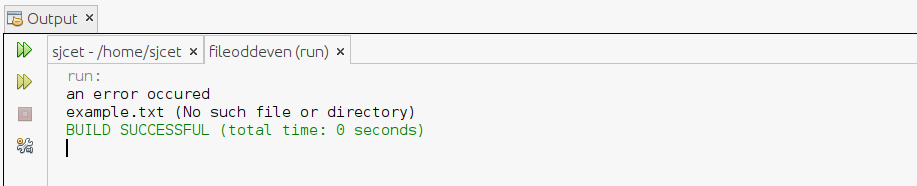 Output ×
sjcet - /home/sjcet × fileoddeven (run) ×
run:
an error occured
example.txt (No such file or directory)
BUILD SUCCESSFUL (total time: 0 seconds)